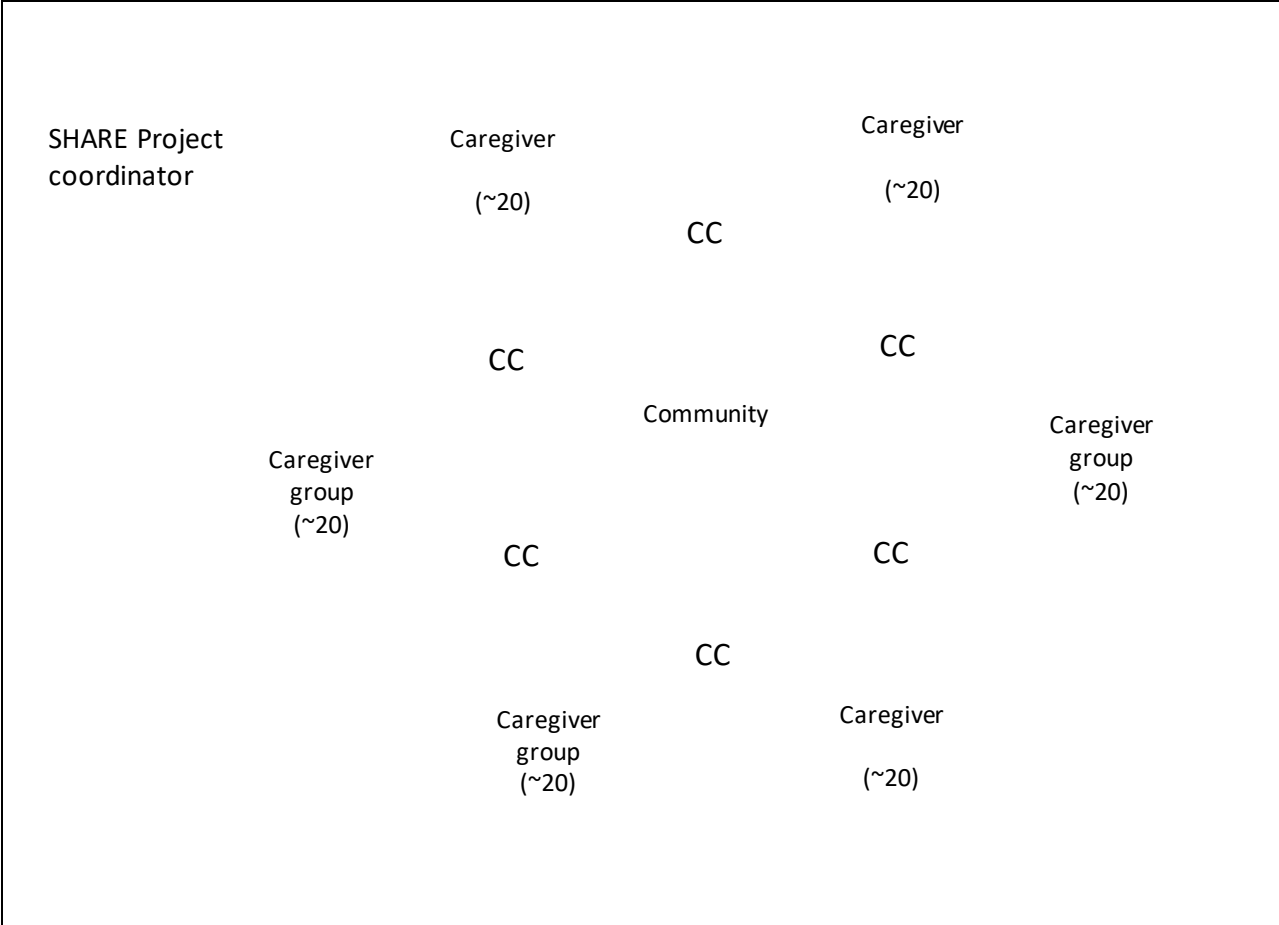 SHARE Project
coordinator
Caregiver
(~20)
Caregiver
(~20)
CC
CC
CC
Community
Caregiver
group
(~20)
Caregiver
group
(~20)
CC
CC
CC
Caregiver
group
(~20)
Caregiver
(~20)